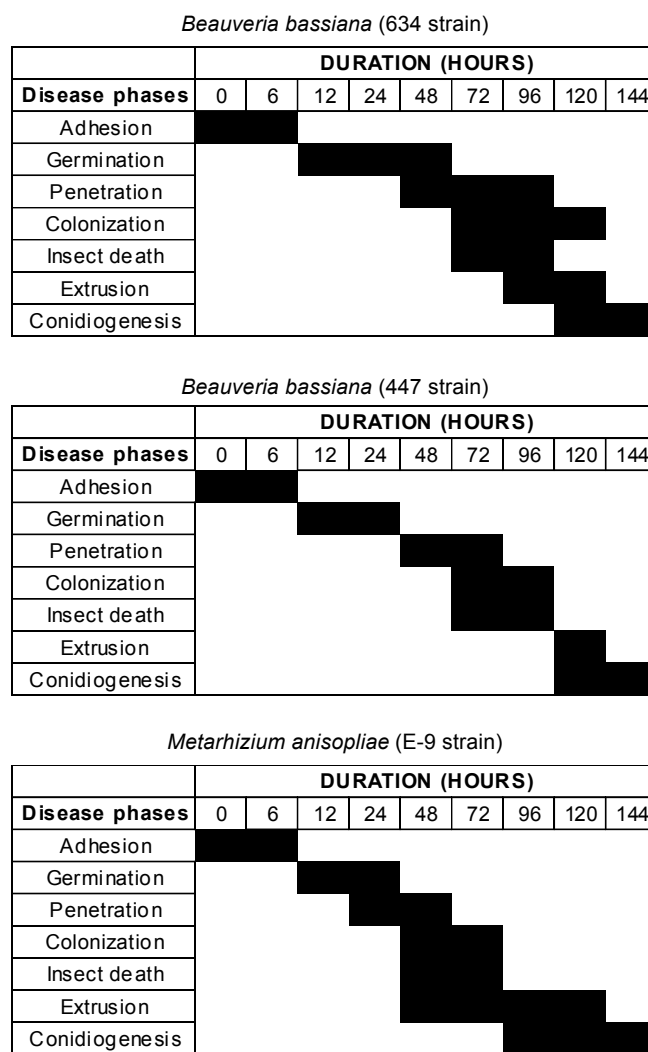 Beauveria bassiana (634 strain)
DURATION (HOURS)
Disease phases 0 6 12 24 48 72 96 120 144
Adhesion
Germination
Penetration
Colonization
Insect death
Extrusion
Conidiogenesis
Beauveria bassiana (447 strain)
DURATION (HOURS)
Disease phases 0 6 12 24 48 72 96 120 144
Adhesion
Germination
Penetration
Colonization
Insect death
Extrusion
Conidiogenesis
Metarhizium anisopliae (E-9 strain)
DURATION (HOURS)
Disease phases 0 6 12 24 48 72 96 120 144
Adhesion
Germination
Penetration
Colonization
Insect death
Extrusion
Conidiogenesis